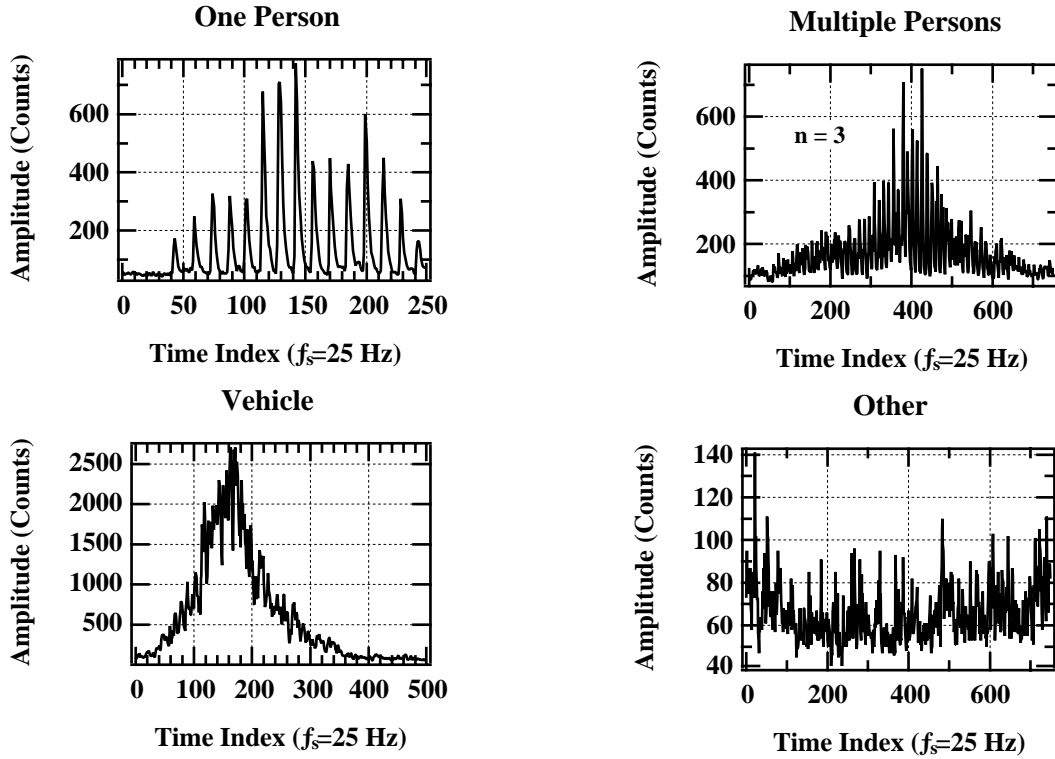 One Person
Amplitude (Counts)
600
400
200
0 50 100 150 200 250
Time Index (fs=25 Hz)
Multiple Persons
Amplitude (Counts)
n = 3
600
400
200
200 400 600
Time Index (fs=25 Hz)
Vehicle
Amplitude (Counts)
2500
2000
1500
1000
500
0 100 200 300 400 500
Time Index (fs=25 Hz)
Other
Amplitude (Counts)
140
120
100
80
60
40
0 200 400 600
Time Index (fs=25 Hz)